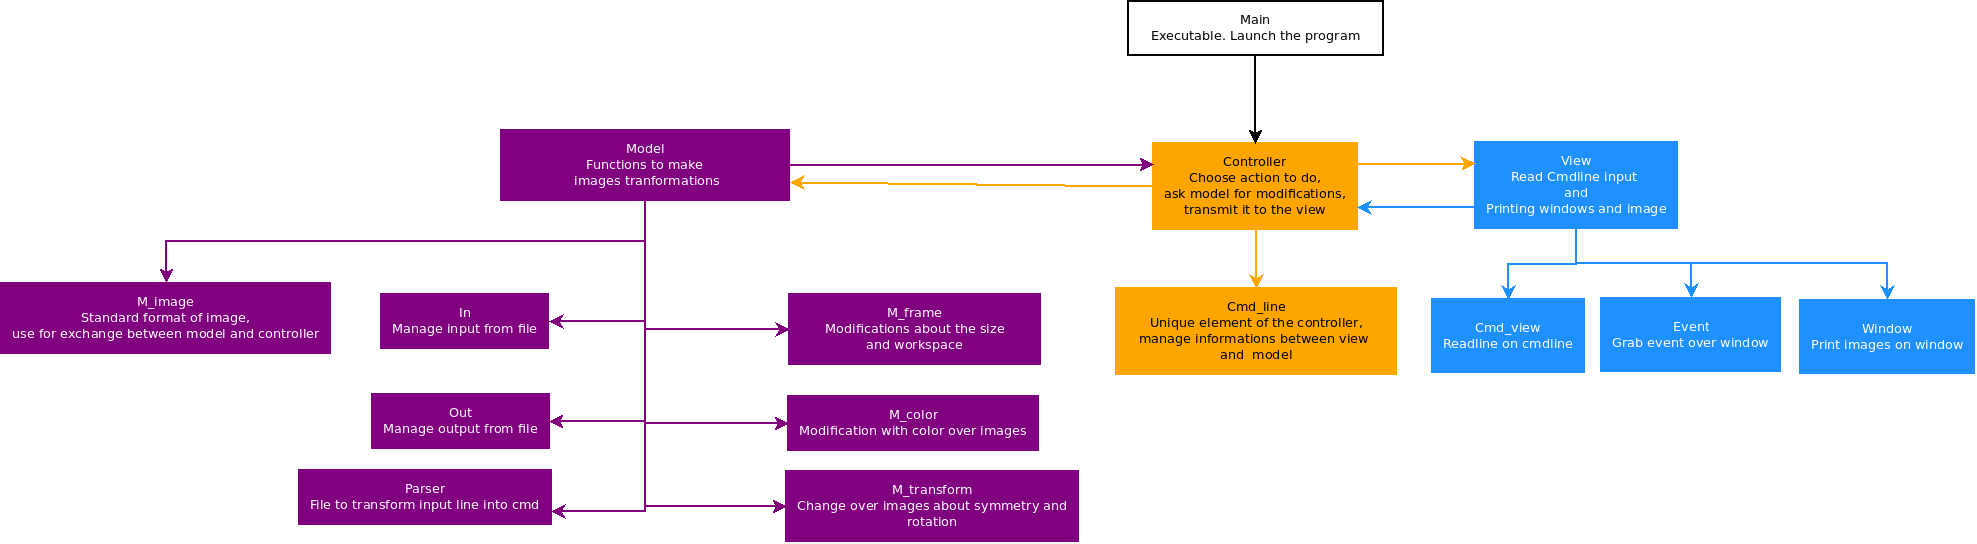 Main
Executable. Launch the program
Model
Functions to make
images tranformations
Controller
Choose action to do,
ask model for modifications,
transmit it to the view
View
Read Cmdline input
and
Printing windows and image
M_image
Standard format of image,
use for exchange between model and controller
In
Manage input from file
M_frame
Modifications about the size
and workspace
Cmd_line
Unique element of the controller,
manage informations between view
and model
Cmd_view
Readline on cmdline
Event
Grab event over window
Window
Print images on window
Out
Manage output from file
M_color
Modification with color over images
Parser
File to transform input line into cmd
M_transform
Change over images about symmetry and
rotation